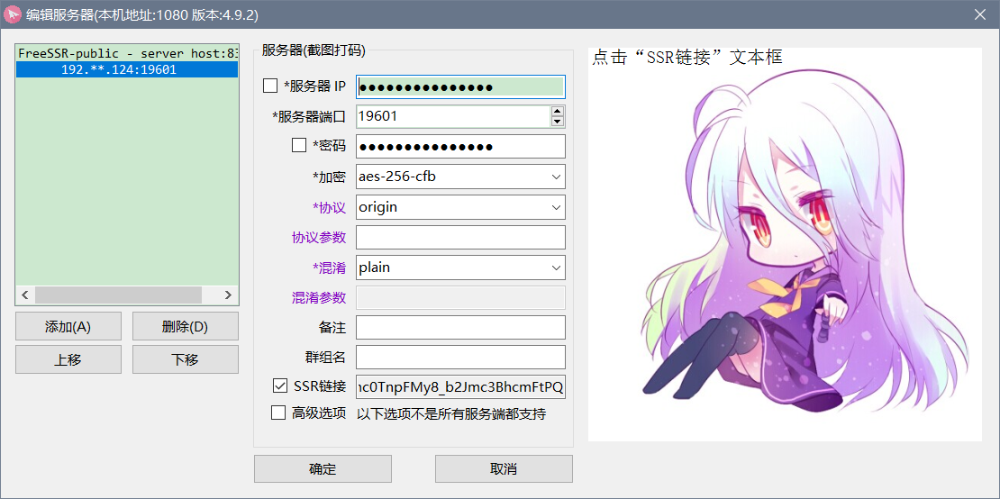 编辑服务器(本机地址:1080 版本:4.9.2)
FreeSSR-public - server host:83
192.**.124:19601
添加(A)
删除(D)
上移
下移
服务器(截图打码)
*服务器 IP
●●●●●●●●●●●●●●●
*服务器端口
19601
*密码
●●●●●●●●●●●●●●●
*加密
aes-256-cfb
*协议
origin
协议参数
*混淆
plain
混淆参数
备注
群组名
SSR链接
nc0TnpFMy8_b2Jmc3BhcmFtPQ
高级选项
以下选项不是所有服务端都支持
确定
取消
点击“SSR链接”文本框